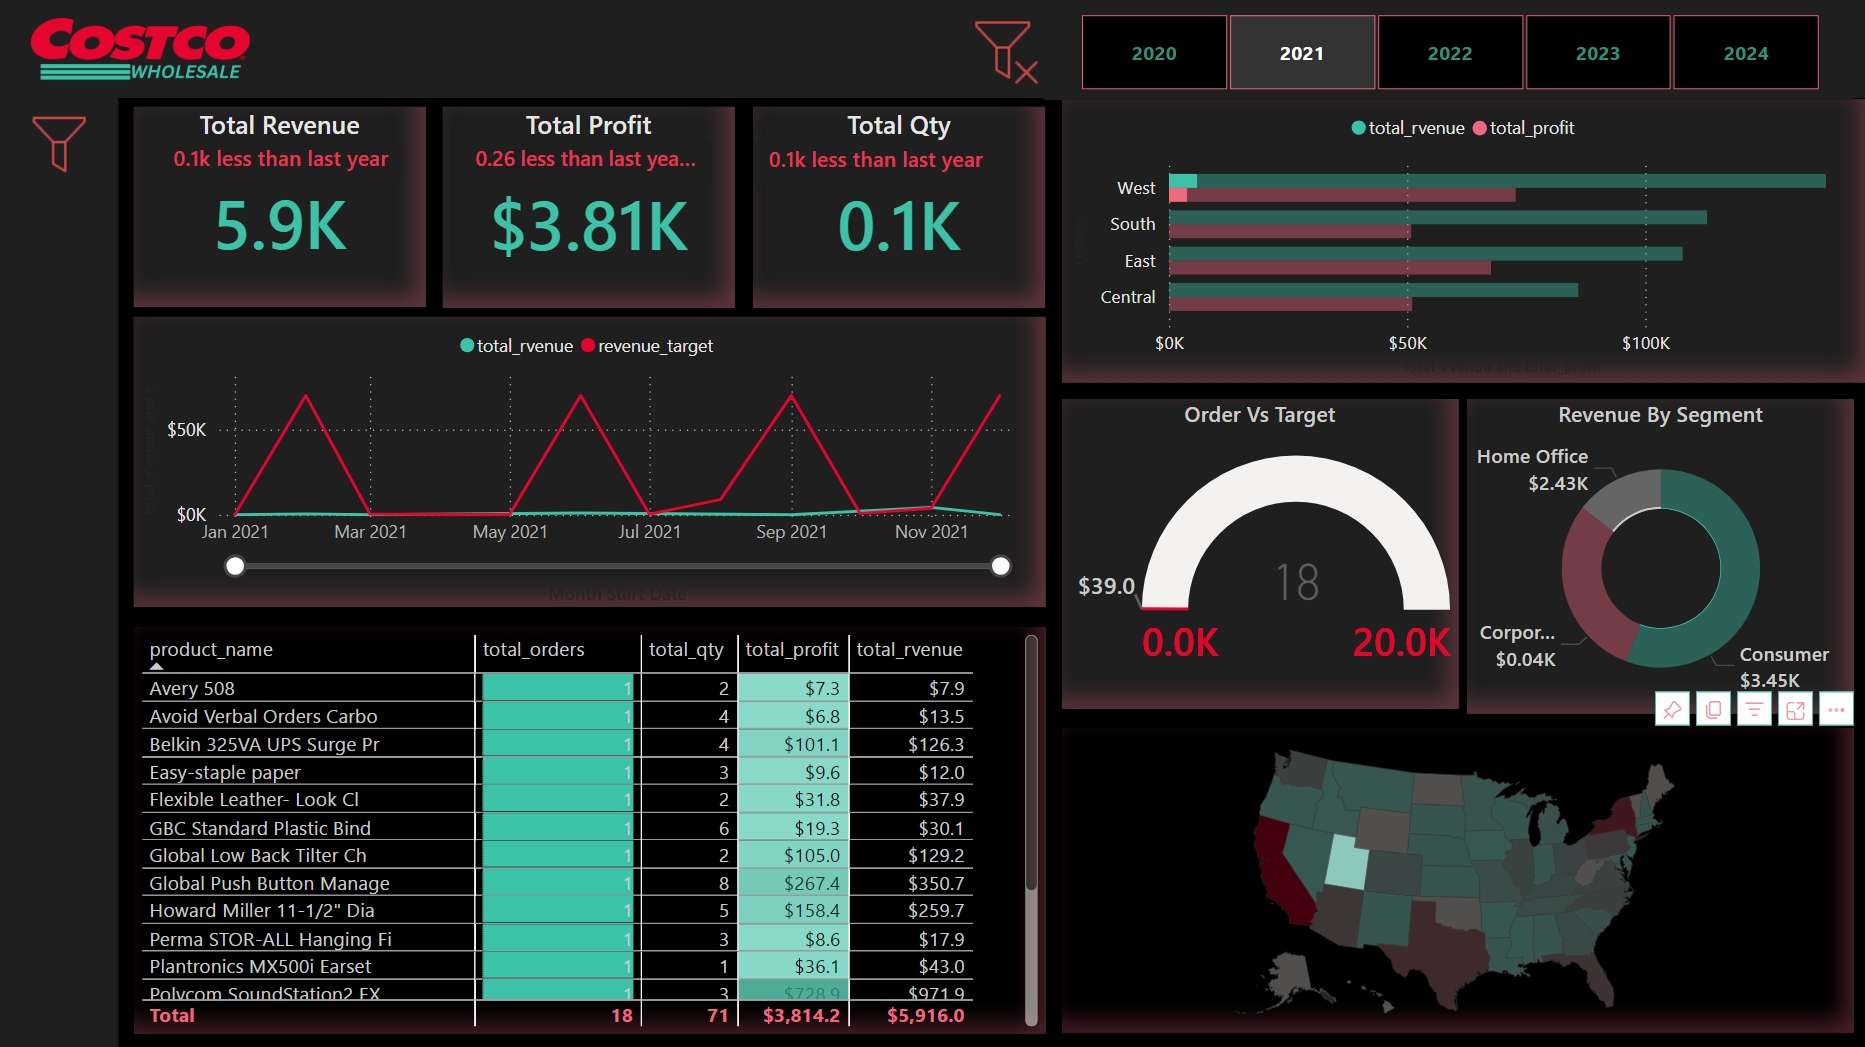 COSTCO
WHOLESALE
2020
2021
2022
2023
2024
Total Revenue
0.1k less than last year
5.9K
Total Profit
0.26 less than last yea...
$3.81K
Total Qty
0.1k less than last year
0.1K
total_rvenue total_profit
West
South
East
Central
$0K $50K $100K
total_rvenue and total_profit
total_rvenue revenue_target
$50K
$0K
Jan 2021 Mar 2021 May 2021 Jul 2021 Sep 2021 Nov 2021
Month Start Date
Order Vs Target
$39.0
18
0.0K 20.0K
Revenue By Segment
Home Office
$2.43K
Corpor...
$0.04K
Consumer
$3.45K
product_name total_orders total_qty total_profit total_rvenue
Avery 508 1 2 $7.3 $7.9
Avoid Verbal Orders Carbo 1 4 $6.8 $13.5
Belkin 325VA UPS Surge Pr 1 4 $101.1 $126.3
Easy-staple paper 1 3 $9.6 $12.0
Flexible Leather- Look Cl 1 2 $31.8 $37.9
GBC Standard Plastic Bind 1 6 $19.3 $30.1
Global Low Back Tilter Ch 1 2 $105.0 $129.2
Global Push Button Manage 1 8 $267.4 $350.7
Howard Miller 11-1/2" Dia 1 5 $158.4 $259.7
Perma STOR-ALL Hanging Fi 1 3 $8.6 $17.9
Plantronics MX500i Earset 1 1 $36.1 $43.0
Polycom SoundStation2 EX 1 3 $728.9 $971.9
Total 18 71 $3,814.2 $5,916.0